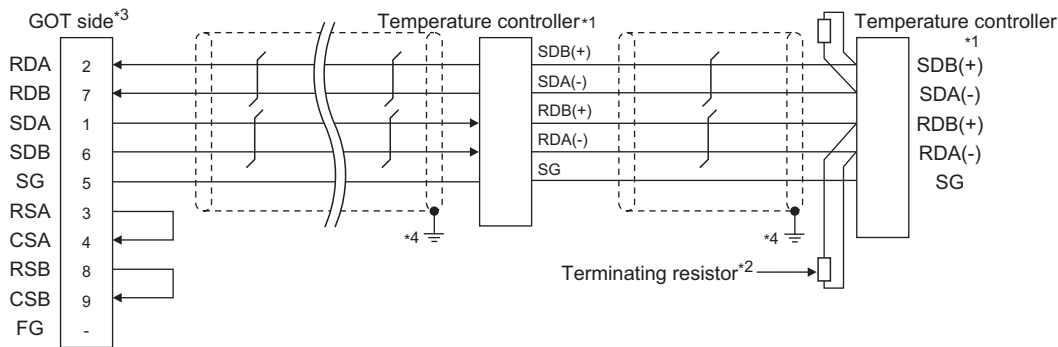 GOT side*3
Temperature controller*1
Temperature controller
*1
RDA 2
RDB 7
SDA 1
SDB 6
SG 5
RSA 3
CSA 4
RSB 8
CSB 9
FG -
SDB(+)
SDA(-)
RDB(+)
RDA(-)
SG
SDB(+)
SDA(-)
RDB(+)
RDA(-)
SG
*4
*4
Terminating resistor*2